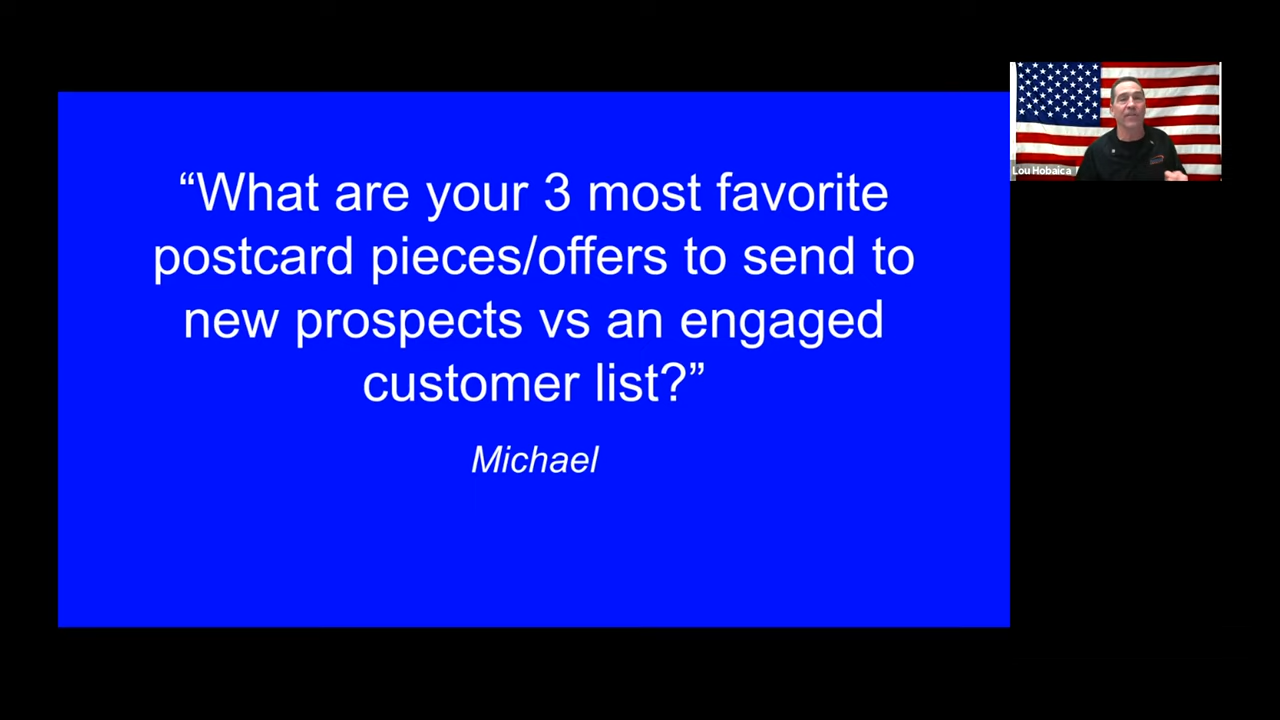 “What are your 3 most favorite
postcard pieces/offers to send to
new prospects vs an engaged
customer list?”
Michael
Lou Hobaica